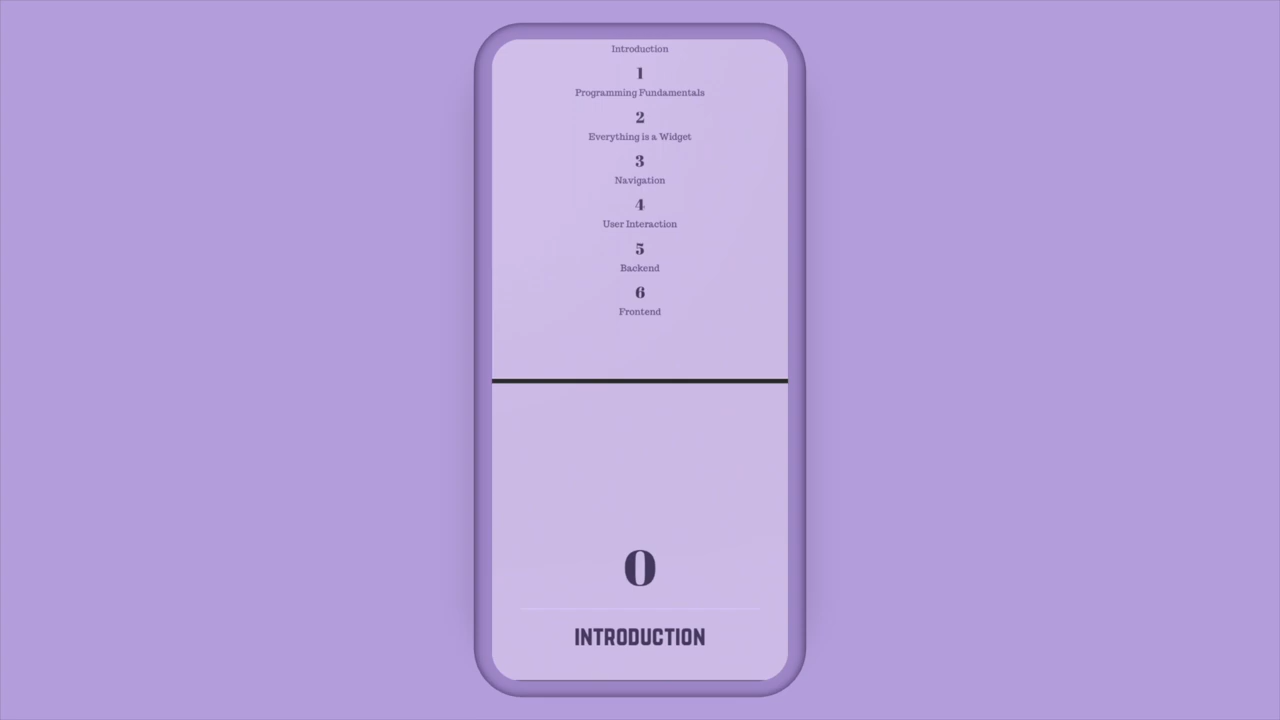 Introduction
1
Programming Fundamentals
2
Everything is a Widget
3
Navigation
4
User Interaction
5
Backend
6
Frontend
0
INTRODUCTION